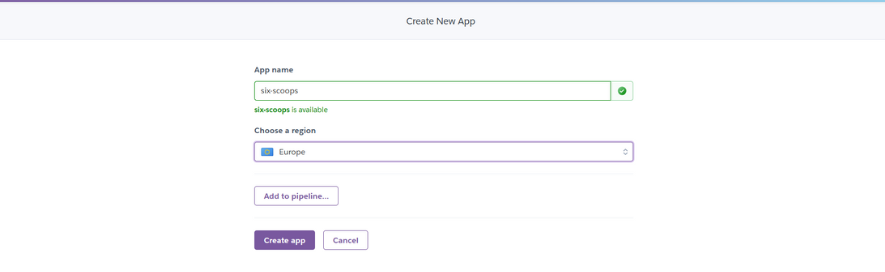 Create New App
App name
six-scoops
six-scoops is available
Choose a region
Europe
Add to pipeline...
Create app
Cancel